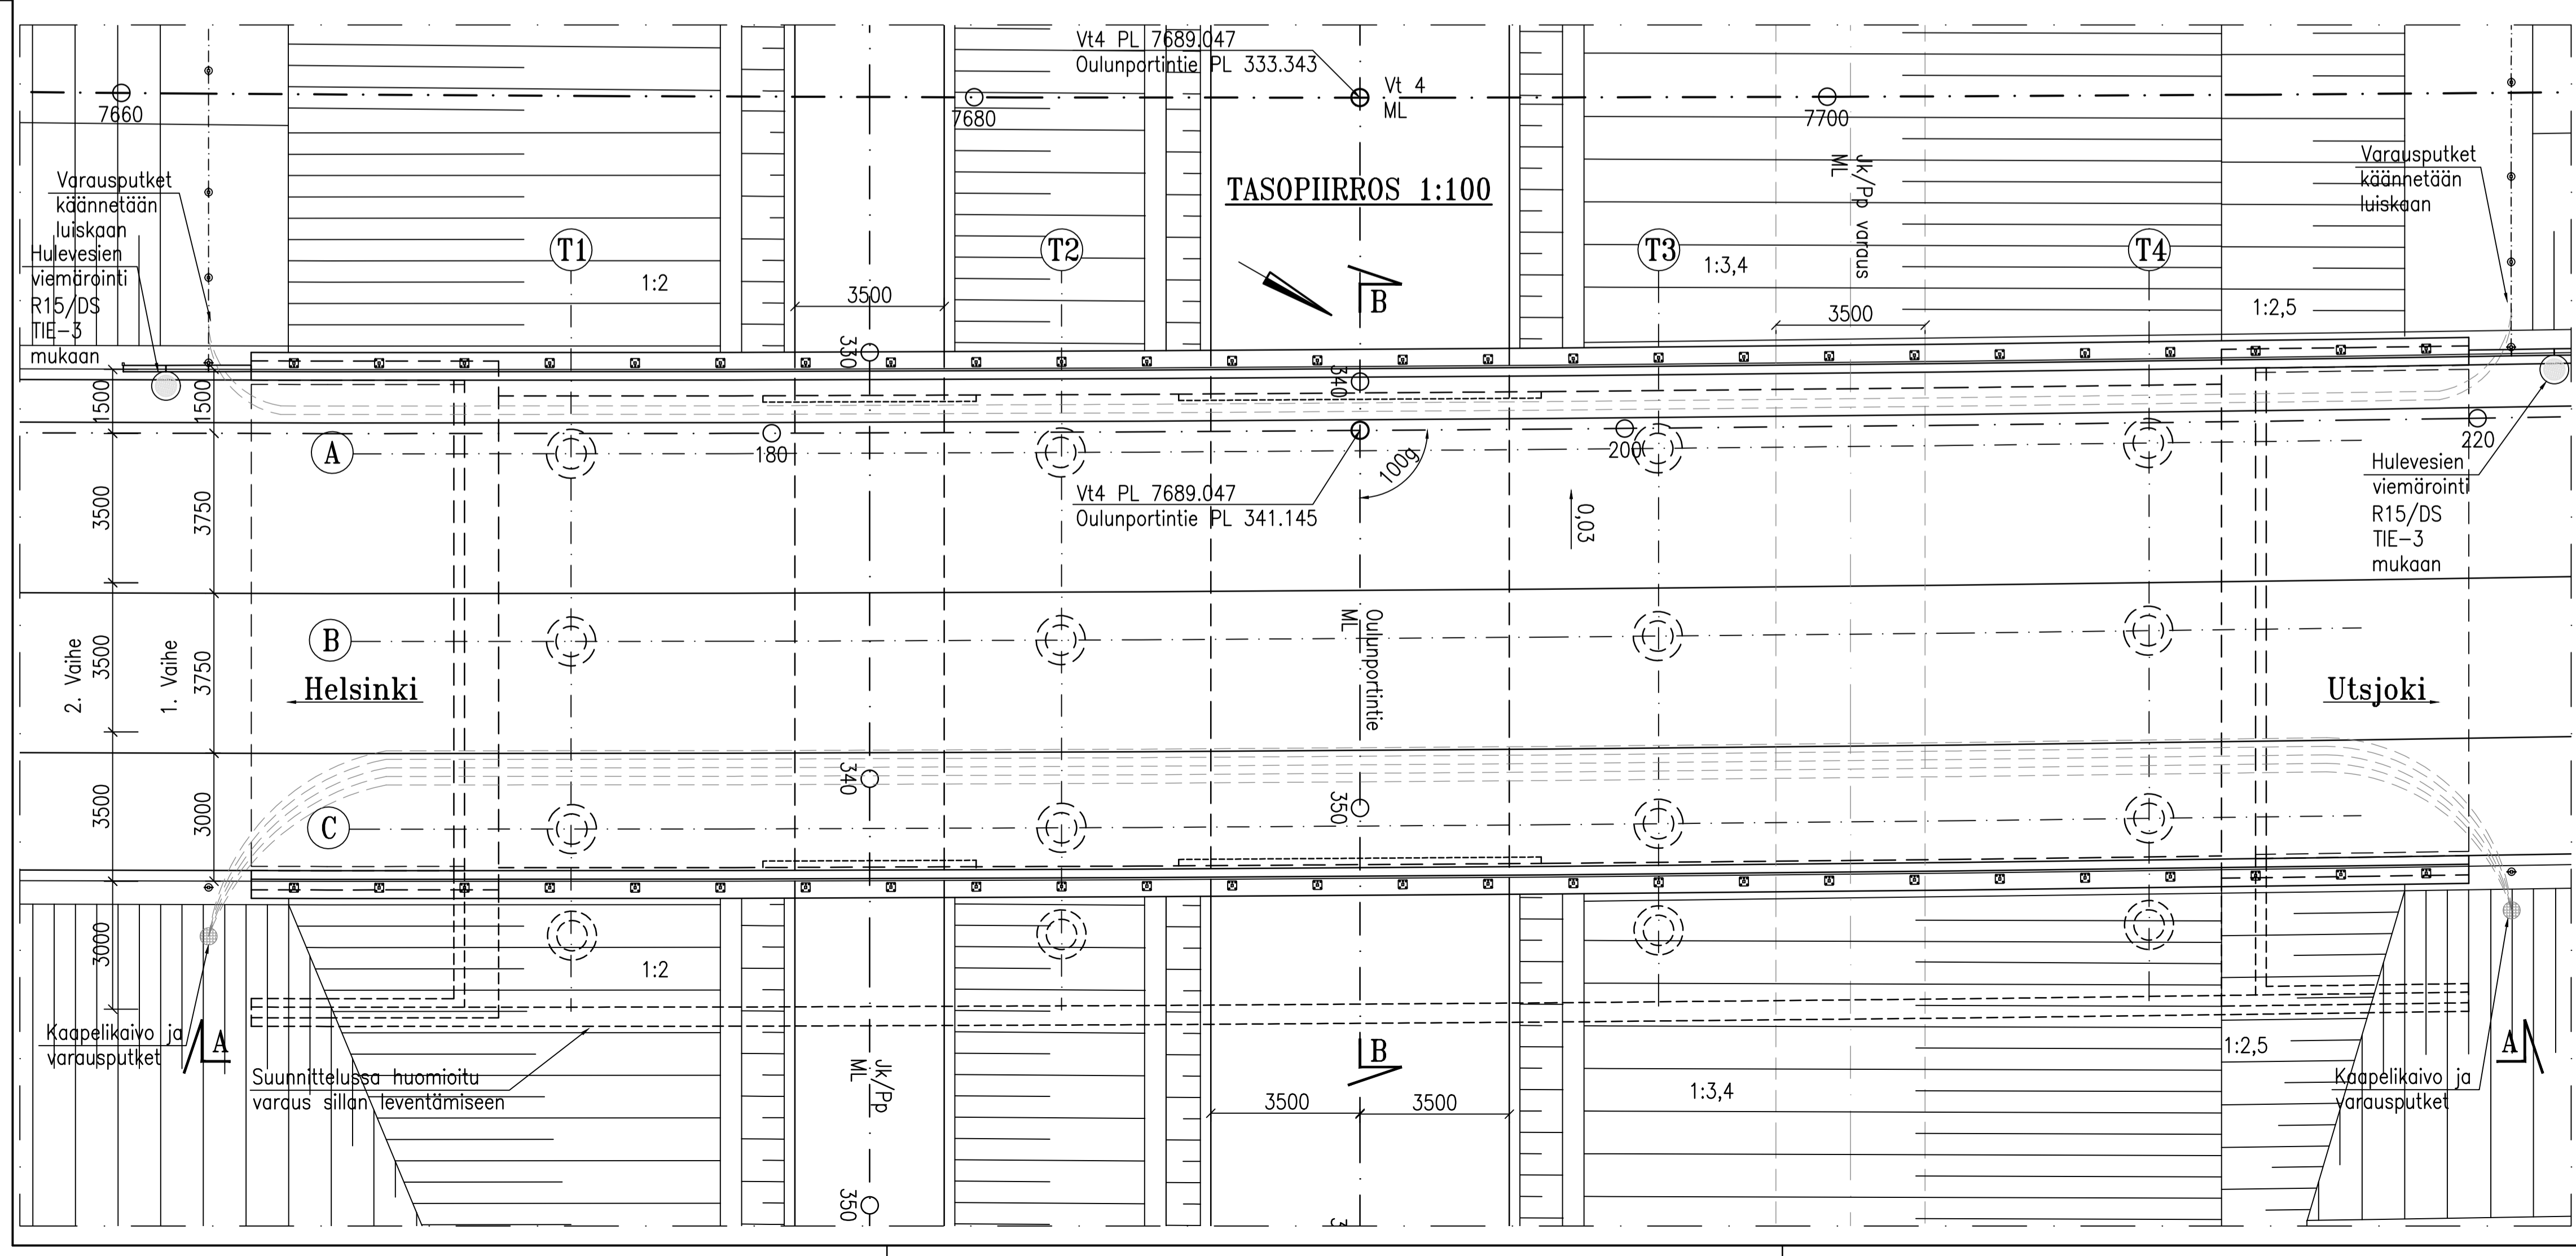 Vt4 PL 7689.047
Oulunportintie PL 333.343
Vt 4
ML
7660
7680
7700
TASOPIIRROS 1:100
Jk/Pp varaus
ML
Varausputket
käännetään
luiskaan
Hulevesien
viemäröinti
R15/DS
TIE-3
mukaan
Varausputket
käännetään
luiskaan
T1
T2
T3
T4
1:2
3500
B
1:3,4
3500
1:2,5
330
340
1500
1500
A
180
200
220
100g
Vt4 PL 7689.047
Oulunportintie PL 341.145
0,03
Hulevesien
viemäröinti
R15/DS
TIE-3
mukaan
3500
3750
B
Oulunportintie
ML
2. Vaihe
3500
1. Vaihe
3750
Helsinki
Utsjoki
340
350
3500
3000
C
3000
1:2
Kaapelikaivo ja
varausputket
A
Suunnittelussa huomioitu
varaus sillan leventämiseen
Jk/Pp
ML
B
3500
3500
1:3,4
1:2,5
A
Kaapelikaivo ja
varausputket
350